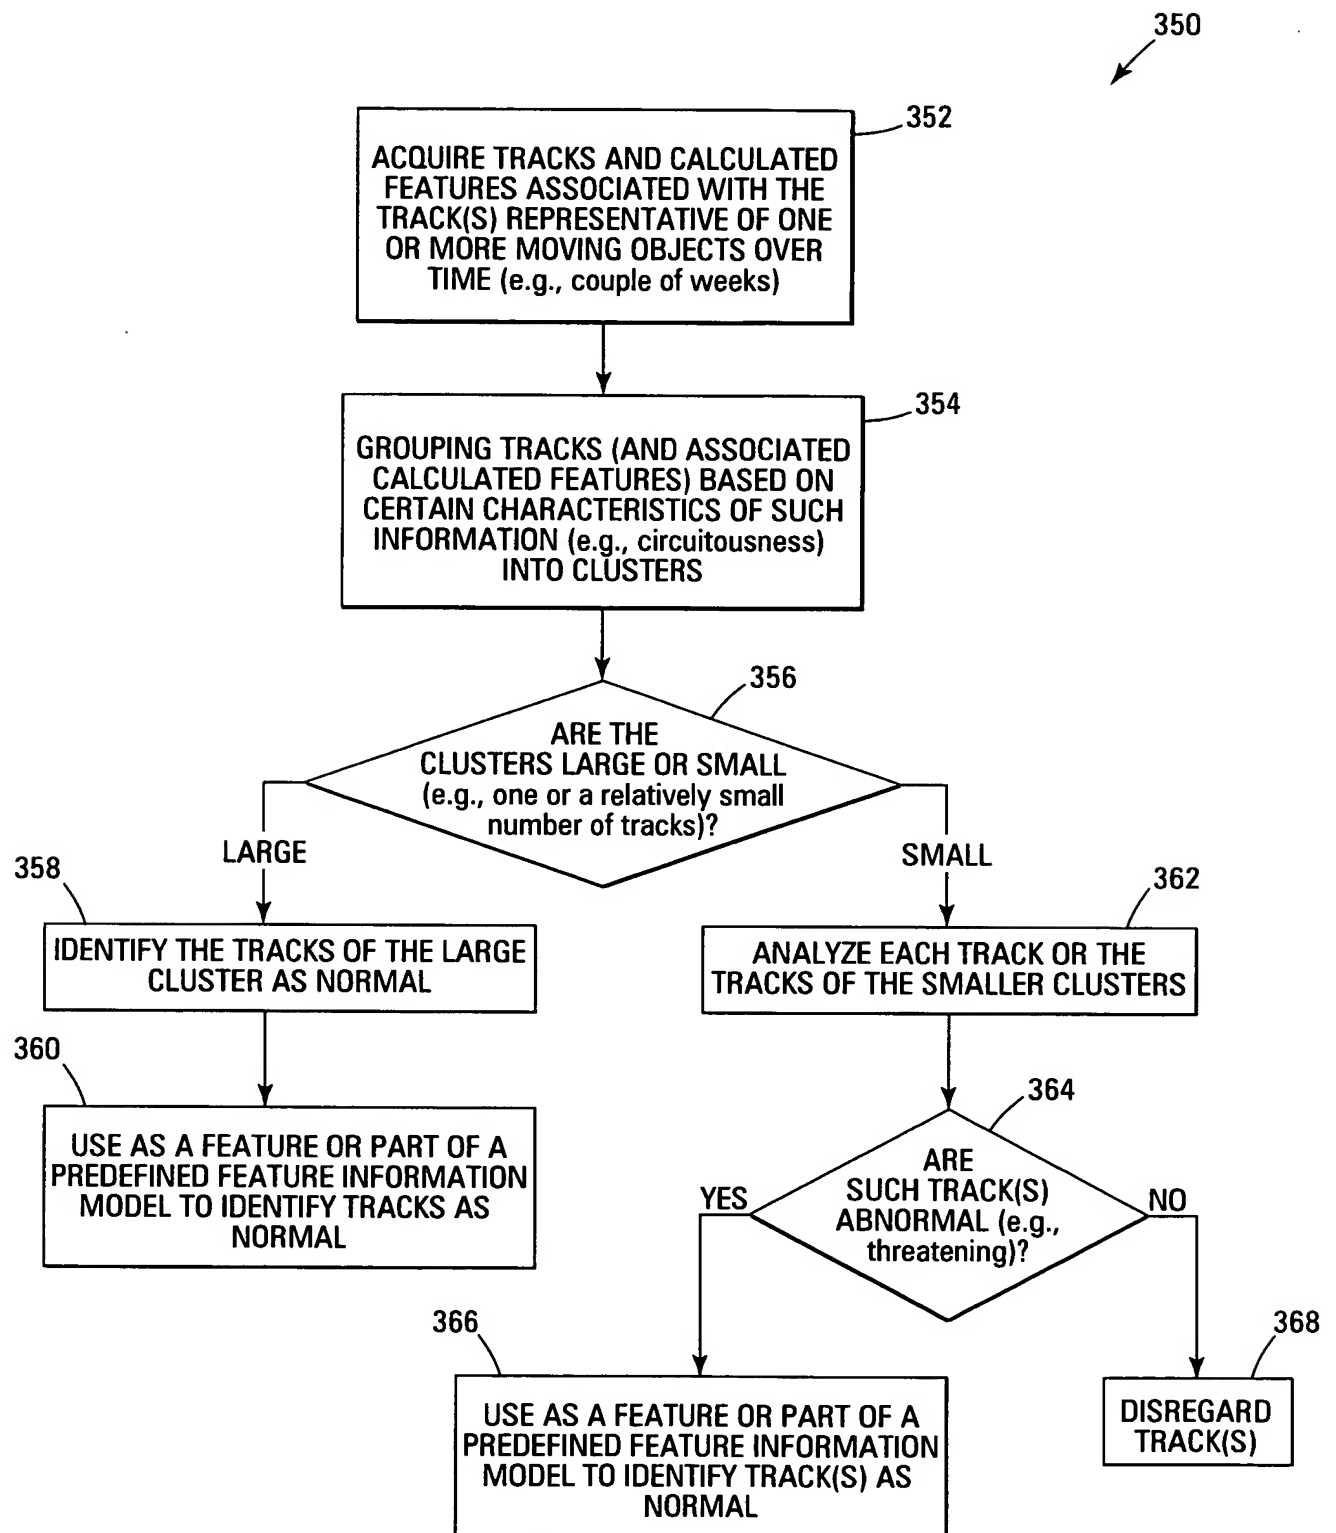 350
352
ACQUIRE TRACKS AND CALCULATED
FEATURES ASSOCIATED WITH THE
TRACK(S) REPRESENTATIVE OF ONE
OR MORE MOVING OBJECTS OVER
TIME (e.g., couple of weeks)
354
GROUPING TRACKS (AND ASSOCIATED
CALCULATED FEATURES) BASED ON
CERTAIN CHARACTERISTICS OF SUCH
INFORMATION (e.g., circuitousness)
INTO CLUSTERS
356
ARE THE
CLUSTERS LARGE OR SMALL
(e.g., one or a relatively small
number of tracks)?
LARGE
SMALL
358
IDENTIFY THE TRACKS OF THE LARGE
CLUSTER AS NORMAL
362
ANALYZE EACH TRACK OR THE
TRACKS OF THE SMALLER CLUSTERS
360
USE AS A FEATURE OR PART OF A
PREDEFINED FEATURE INFORMATION
MODEL TO IDENTIFY TRACKS AS
NORMAL
364
ARE
SUCH TRACK(S)
ABNORMAL (e.g.,
threatening)?
YES
NO
366
USE AS A FEATURE OR PART OF A
PREDEFINED FEATURE INFORMATION
MODEL TO IDENTIFY TRACK(S) AS
NORMAL
368
DISREGARD
TRACK(S)